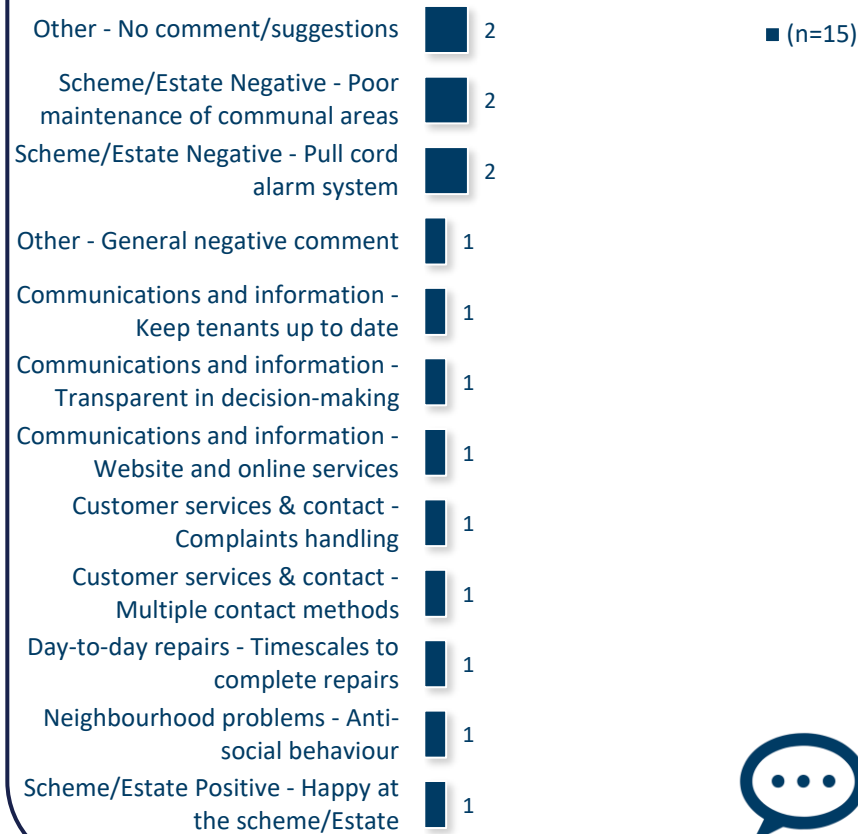 Other - No comment/suggestions 2
(n=15)
Scheme/Estate Negative - Poor
maintenance of communal areas 2
Scheme/Estate Negative - Pull cord
alarm system 2
Other - General negative comment 1
Communications and information -
Keep tenants up to date 1
Communications and information -
Transparent in decision-making 1
Communications and information -
Website and online services 1
Customer services & contact -
Complaints handling 1
Customer services & contact -
Multiple contact methods 1
Day-to-day repairs - Timescales to
complete repairs 1
Neighbourhood problems - Anti-
social behaviour 1
Scheme/Estate Positive - Happy at
the scheme/Estate 1